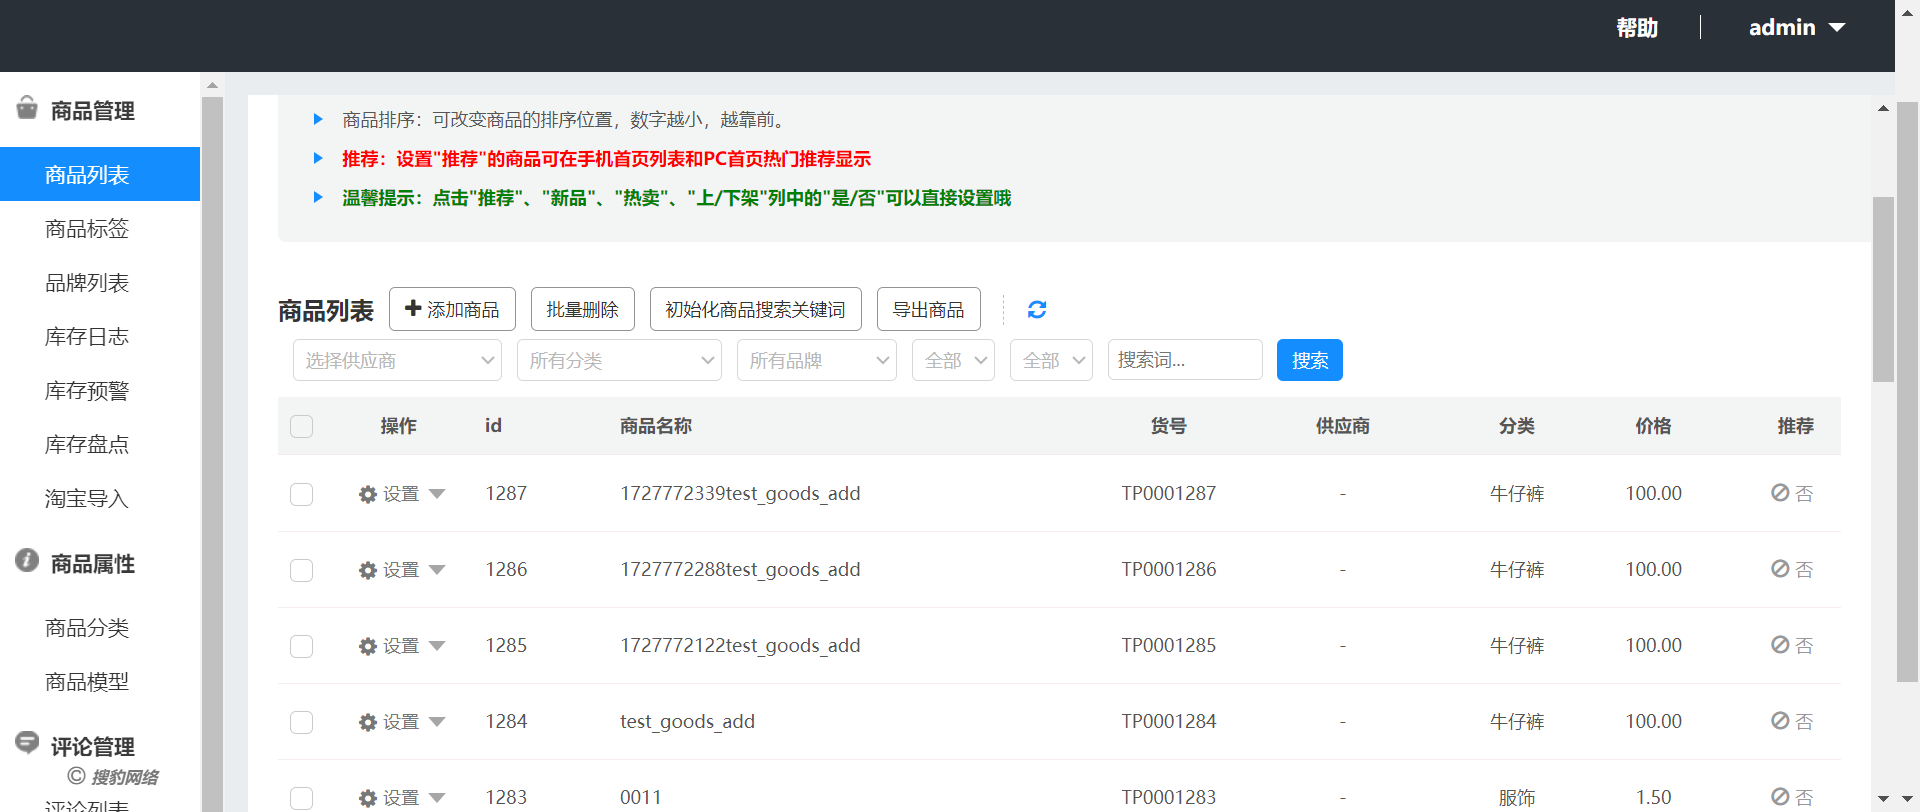 帮助
admin
商品管理
商品列表
商品标签
品牌列表
库存日志
库存预警
库存盘点
淘宝导入
商品属性
商品分类
商品模型
评论管理
© 搜豹网络
评论列表
商品排序：可改变商品的排序位置，数字越小，越靠前。
推荐：设置"推荐"的商品可在手机首页列表和PC首页热门推荐显示
温馨提示：点击"推荐"、"新品"、"热卖"、"上/下架"列中的"是/否"可以直接设置哦
商品列表 添加商品 批量删除 初始化商品搜索关键词 导出商品
选择供应商 所有分类 所有品牌 全部 全部 搜索词... 搜索
操作 id 商品名称 货号 供应商 分类 价格 推荐
设置 1287 1727772339test_goods_add TP0001287 - 牛仔裤 100.00 否
设置 1286 1727772288test_goods_add TP0001286 - 牛仔裤 100.00 否
设置 1285 1727772122test_goods_add TP0001285 - 牛仔裤 100.00 否
设置 1284 test_goods_add TP0001284 - 牛仔裤 100.00 否
设置 1283 0011 TP0001283 - 服饰 1.50 否